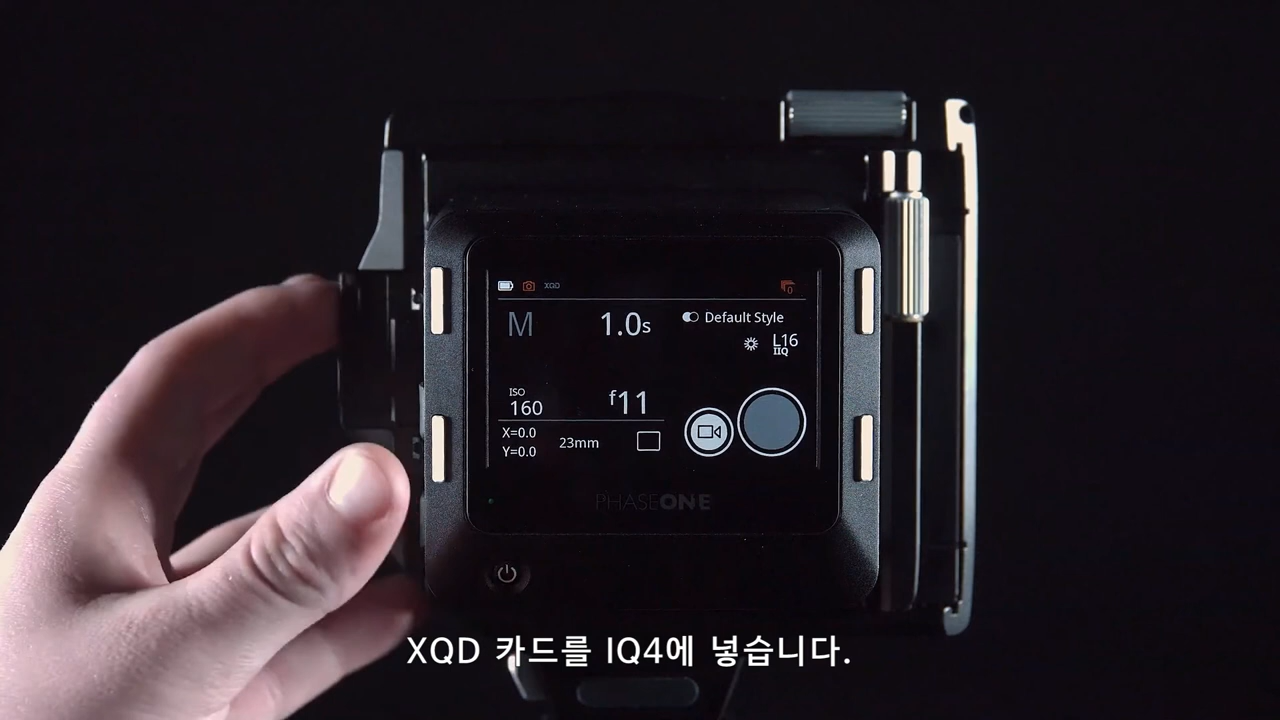 XQD
0
M
1.0s
Default Style
L16
IIQ
ISO
160
f11
X=0.0
Y=0.0
23mm
PHASEONE
XQD 카드를 IQ4에 넣습니다.